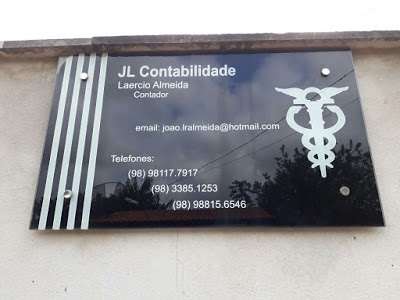 JL Contabilidade
Laercio Almeida
Contador
email: joao.lralmeida@hotmail.com
Telefones:
(98) 98117.7917
(98) 3385.1253
(98) 98815.6546